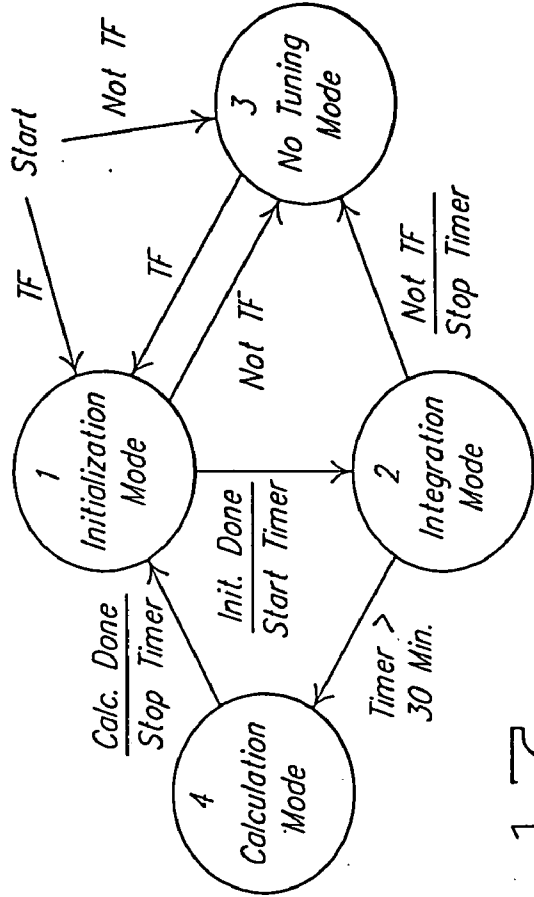 Start
TF
Not TF
1
Initialization
Mode
3
No Tuning
Mode
TF
Not TF
Calc. Done
Stop Timer
Init. Done
Start Timer
Not TF
Stop Timer
4
Calculation
Mode
2
Integration
Mode
Timer >
30 Min.
17